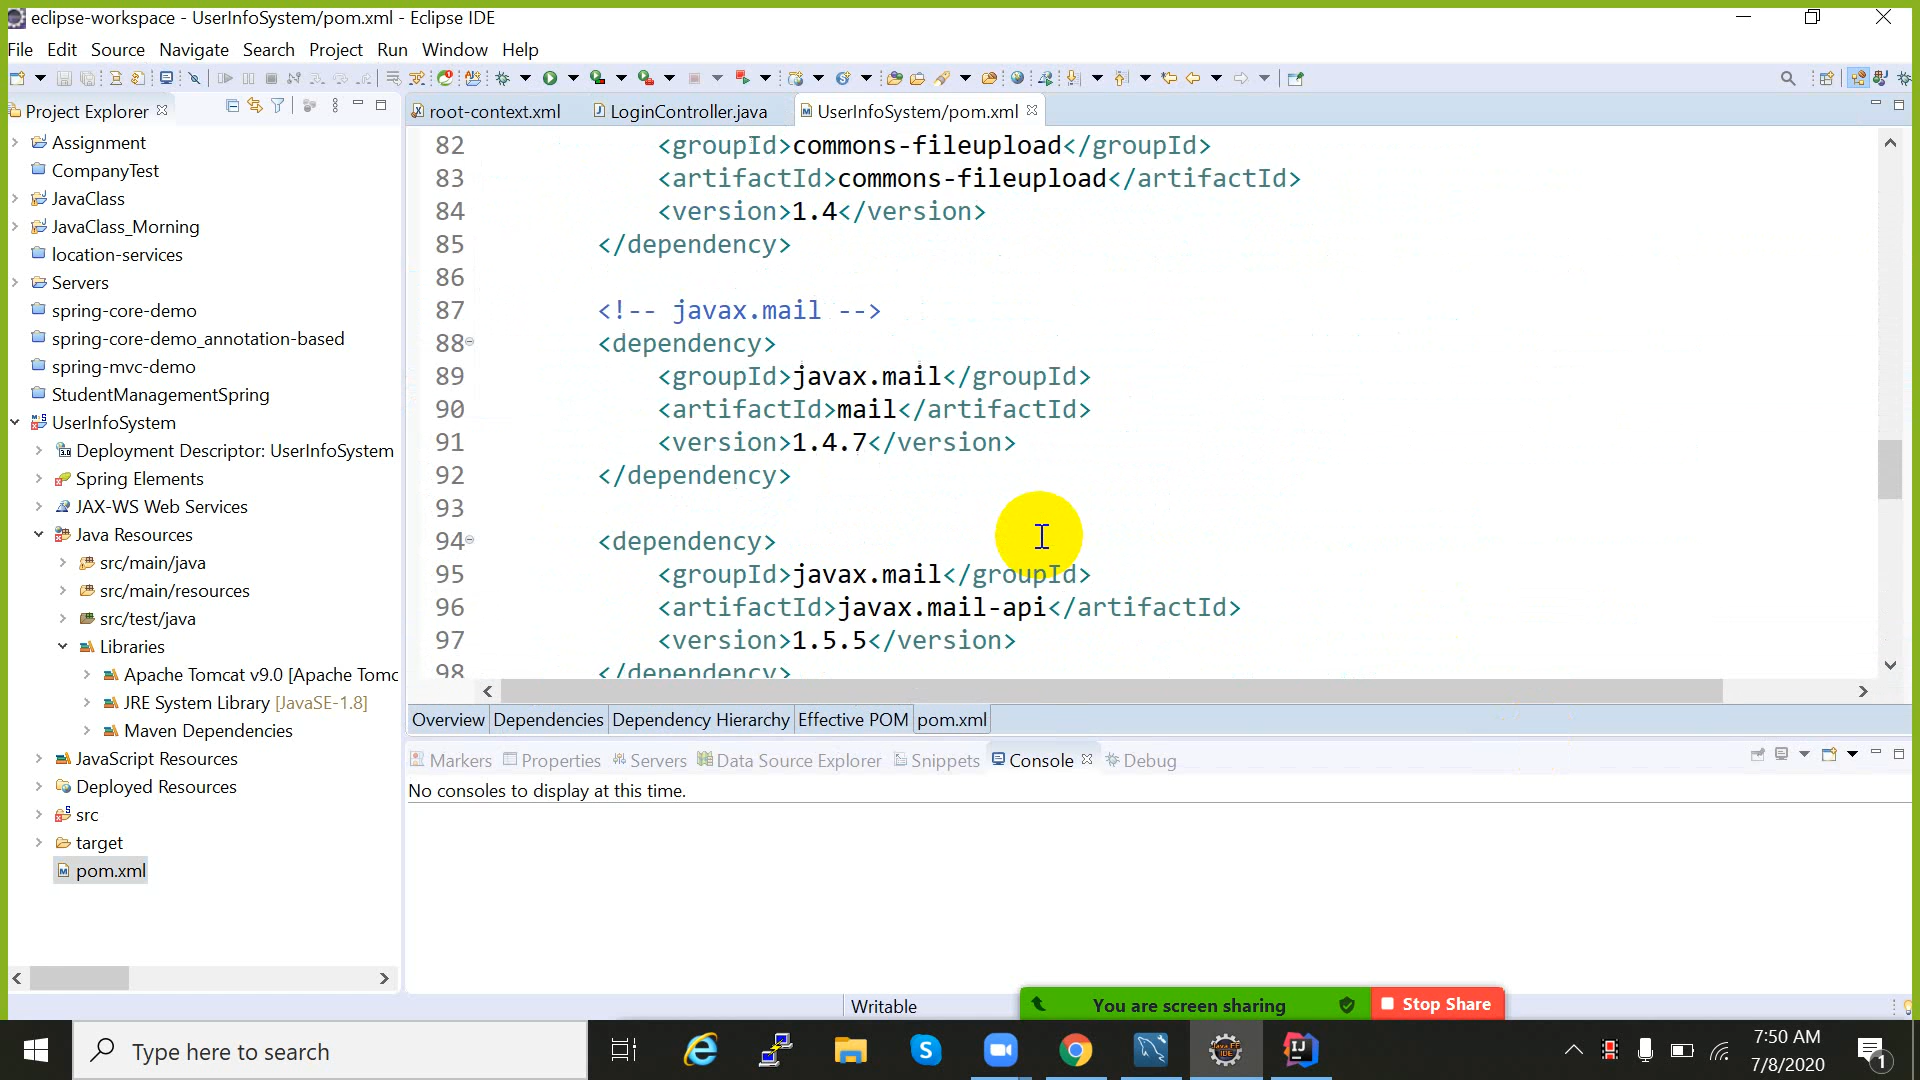 eclipse-workspace - UserInfoSystem/pom.xml - Eclipse IDE
File Edit Source Navigate Search Project Run Window Help
Project Explorer
root-context.xml LoginController.java UserInfoSystem/pom.xml
Assignment
CompanyTest
JavaClass
JavaClass_Morning
location-services
Servers
spring-core-demo
spring-core-demo_annotation-based
spring-mvc-demo
StudentManagementSpring
UserInfoSystem
Deployment Descriptor: UserInfoSystem
Spring Elements
JAX-WS Web Services
Java Resources
src/main/java
src/main/resources
src/test/java
Libraries
Apache Tomcat v9.0 [Apache Tomc
JRE System Library [JavaSE-1.8]
Maven Dependencies
JavaScript Resources
Deployed Resources
src
target
pom.xml
82 <groupId>commons-fileupload</groupId>
83 <artifactId>commons-fileupload</artifactId>
84 <version>1.4</version>
85 </dependency>
86
87 <!-- javax.mail -->
88 <dependency>
89 <groupId>javax.mail</groupId>
90 <artifactId>mail</artifactId>
91 <version>1.4.7</version>
92 </dependency>
93
94 <dependency>
95 <groupId>javax.mail</groupId>
96 <artifactId>javax.mail-api</artifactId>
97 <version>1.5.5</version>
98 </dependency>
Overview Dependencies Dependency Hierarchy Effective POM pom.xml
Markers Properties Servers Data Source Explorer Snippets Console Debug
No consoles to display at this time.
Writable
You are screen sharing Stop Share
Type here to search
7:50 AM
7/8/2020
1